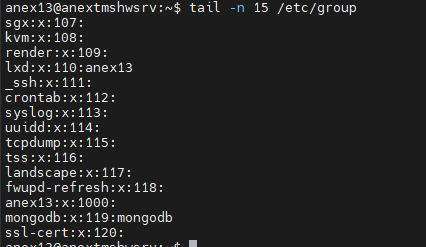 anex13@anextmshwsrv:~$ tail -n 15 /etc/group
sgx:x:107:
kvm:x:108:
render:x:109:
lxd:x:110:anex13
_ssh:x:111:
crontab:x:112:
syslog:x:113:
uuidd:x:114:
tcpdump:x:115:
tss:x:116:
landscape:x:117:
fwupd-refresh:x:118:
anex13:x:1000:
mongodb:x:119:mongodb
ssl-cert:x:120:
anex13@anextmshwsrv:~$